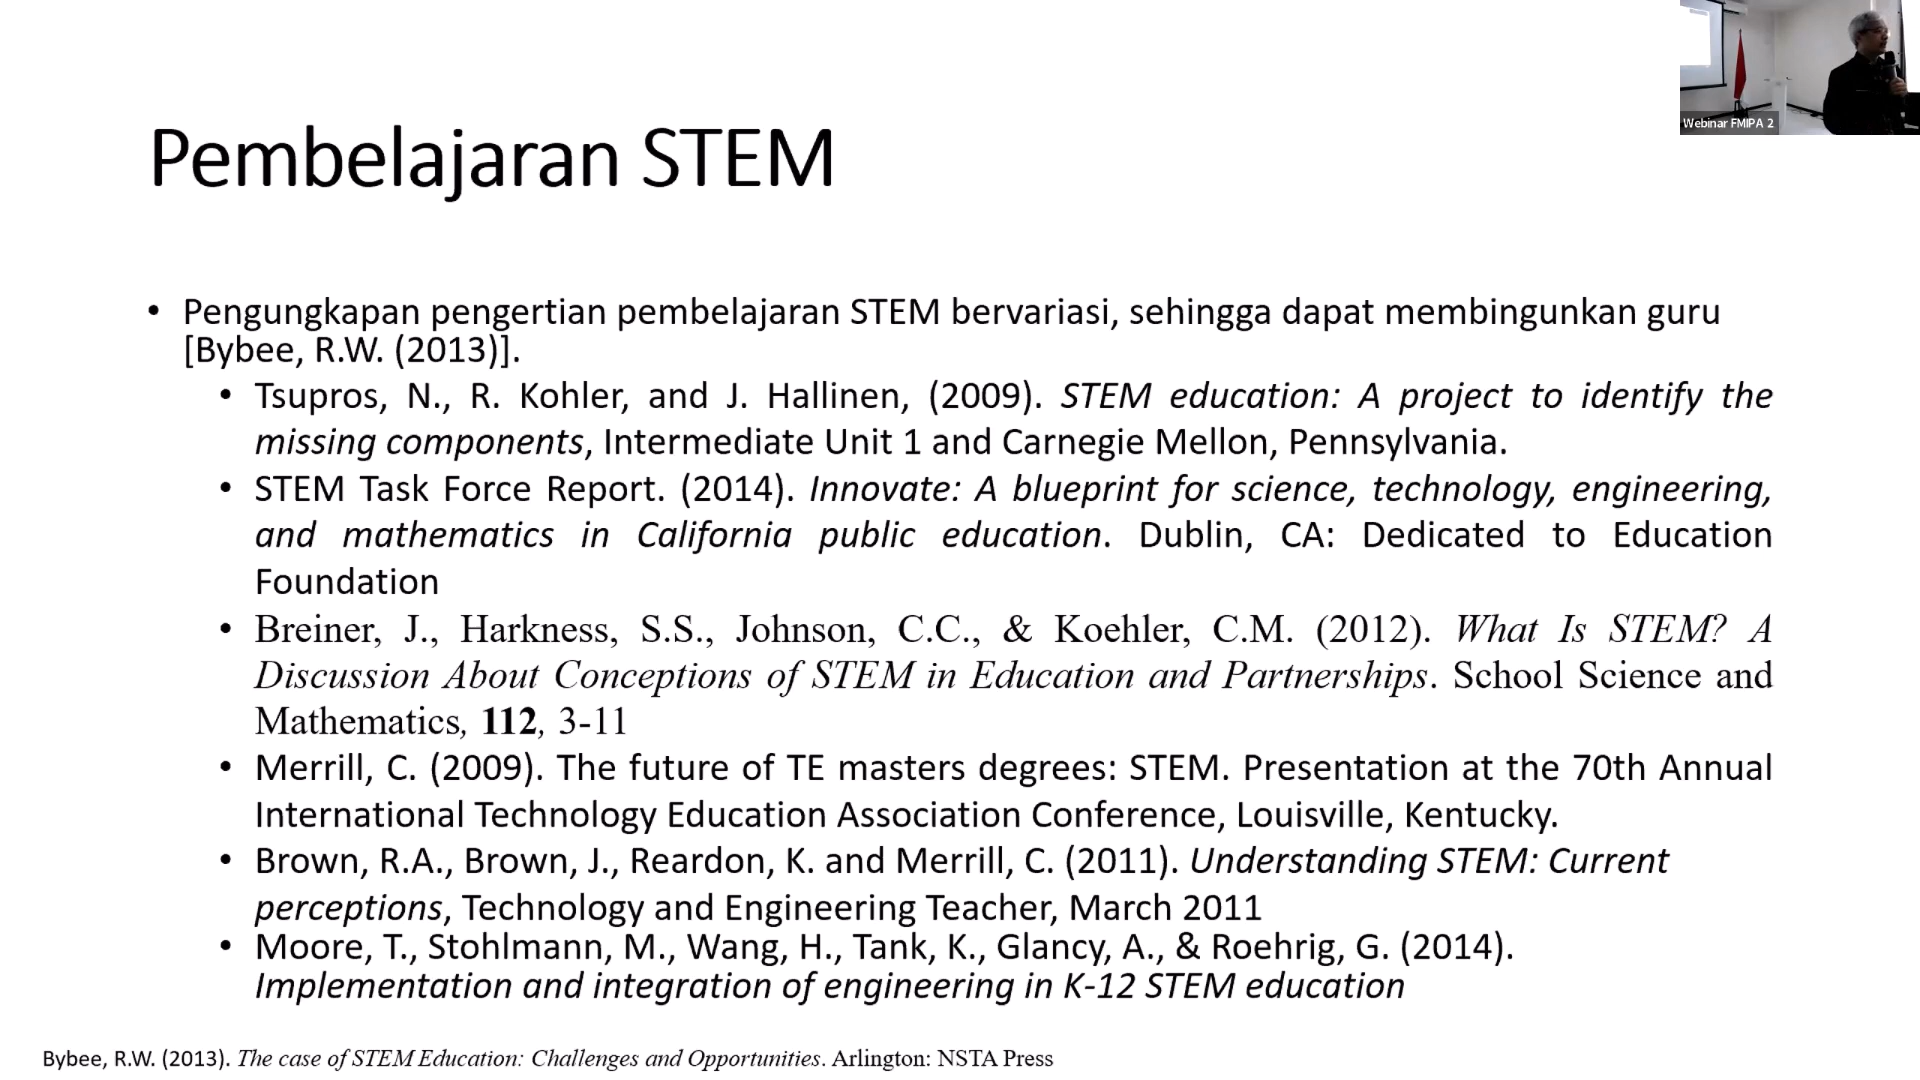 Webinar FMIPA 2
Pembelajaran STEM
• Pengungkapan pengertian pembelajaran STEM bervariasi, sehingga dapat membingunkan guru
[Bybee, R.W. (2013)].
• Tsupros, N., R. Kohler, and J. Hallinen, (2009). STEM education: A project to identify the
missing components, Intermediate Unit 1 and Carnegie Mellon, Pennsylvania.
• STEM Task Force Report. (2014). Innovate: A blueprint for science, technology, engineering,
and mathematics in California public education. Dublin, CA: Dedicated to Education
Foundation
• Breiner, J., Harkness, S.S., Johnson, C.C., & Koehler, C.M. (2012). What Is STEM? A
Discussion About Conceptions of STEM in Education and Partnerships. School Science and
Mathematics, 112, 3-11
• Merrill, C. (2009). The future of TE masters degrees: STEM. Presentation at the 70th Annual
International Technology Education Association Conference, Louisville, Kentucky.
• Brown, R.A., Brown, J., Reardon, K. and Merrill, C. (2011). Understanding STEM: Current
perceptions, Technology and Engineering Teacher, March 2011
• Moore, T., Stohlmann, M., Wang, H., Tank, K., Glancy, A., & Roehrig, G. (2014).
Implementation and integration of engineering in K-12 STEM education
Bybee, R.W. (2013). The case of STEM Education: Challenges and Opportunities. Arlington: NSTA Press